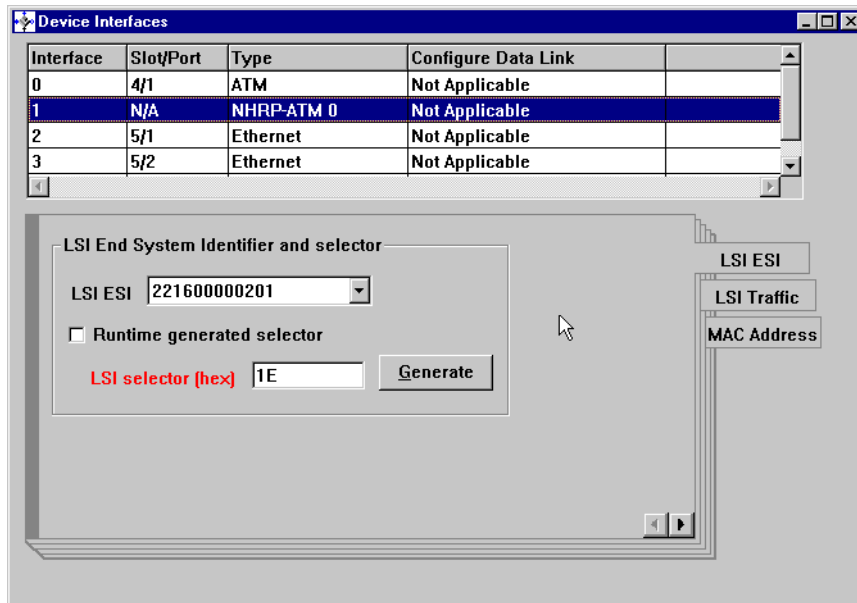 Device Interfaces
Interface Slot/Port Type Configure Data Link
0 4/1 ATM Not Applicable
1 N/A NHRP-ATM 0 Not Applicable
2 5/1 Ethernet Not Applicable
3 5/2 Ethernet Not Applicable
LSI End System Identifier and selector
LSI ESI 221600000201
Runtime generated selector
LSI selector (hex) 1E Generate
LSI ESI
LSI Traffic
MAC Address